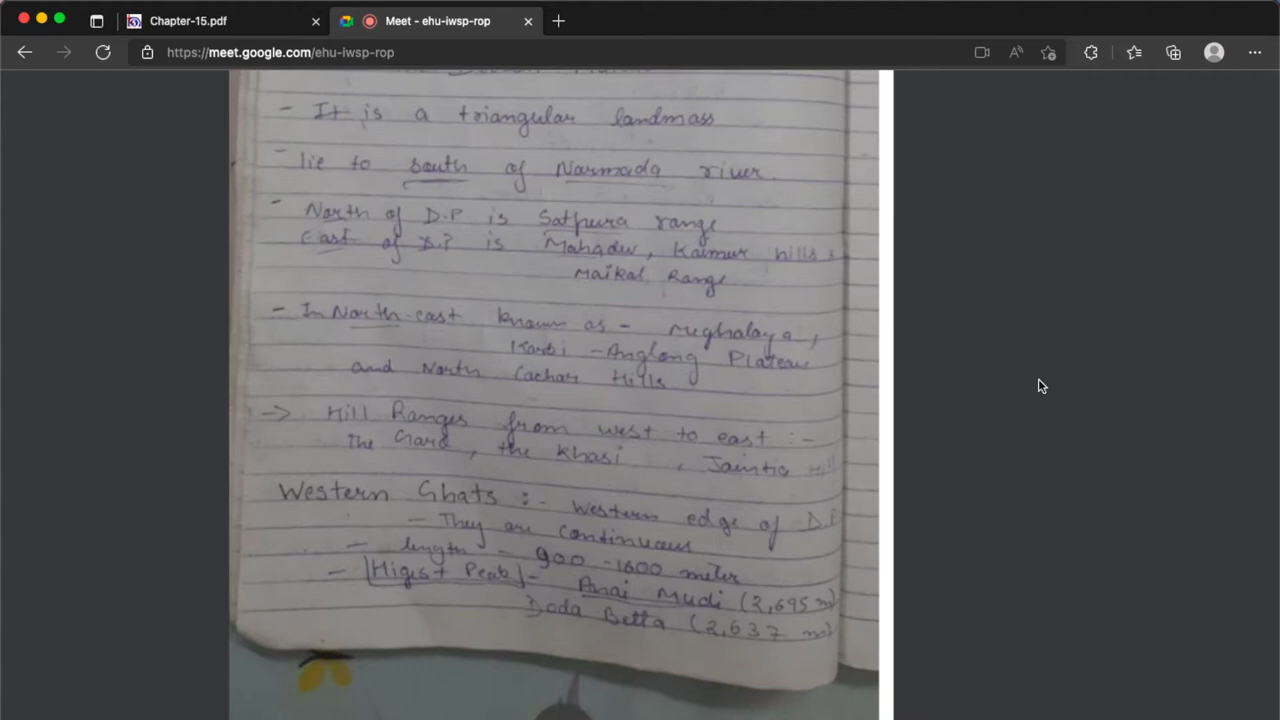 Chapter-15.pdf
Meet - ehu-iwsp-rop
https://meet.google.com/ehu-iwsp-rop
- It is a triangular landmass
- lie to south of Narmada river.
- North of D.P is Satpura range
East of D.P is Mahadev, Kaimur hills &
Maikal Range
- In North-east known as - Meghalaya,
Karbi - Anglong Plateau
and North Cachar Hills
-> Hill Ranges from west to east :-
The Garo, the Khasi, Jaintia Hill
Western Ghats :- Western edge of D.P
- They are continuous
- length - 900 - 1600 meter
- Higest Peak - Anai Mudi (2,695 m)
Doda Betta (2,637 m)